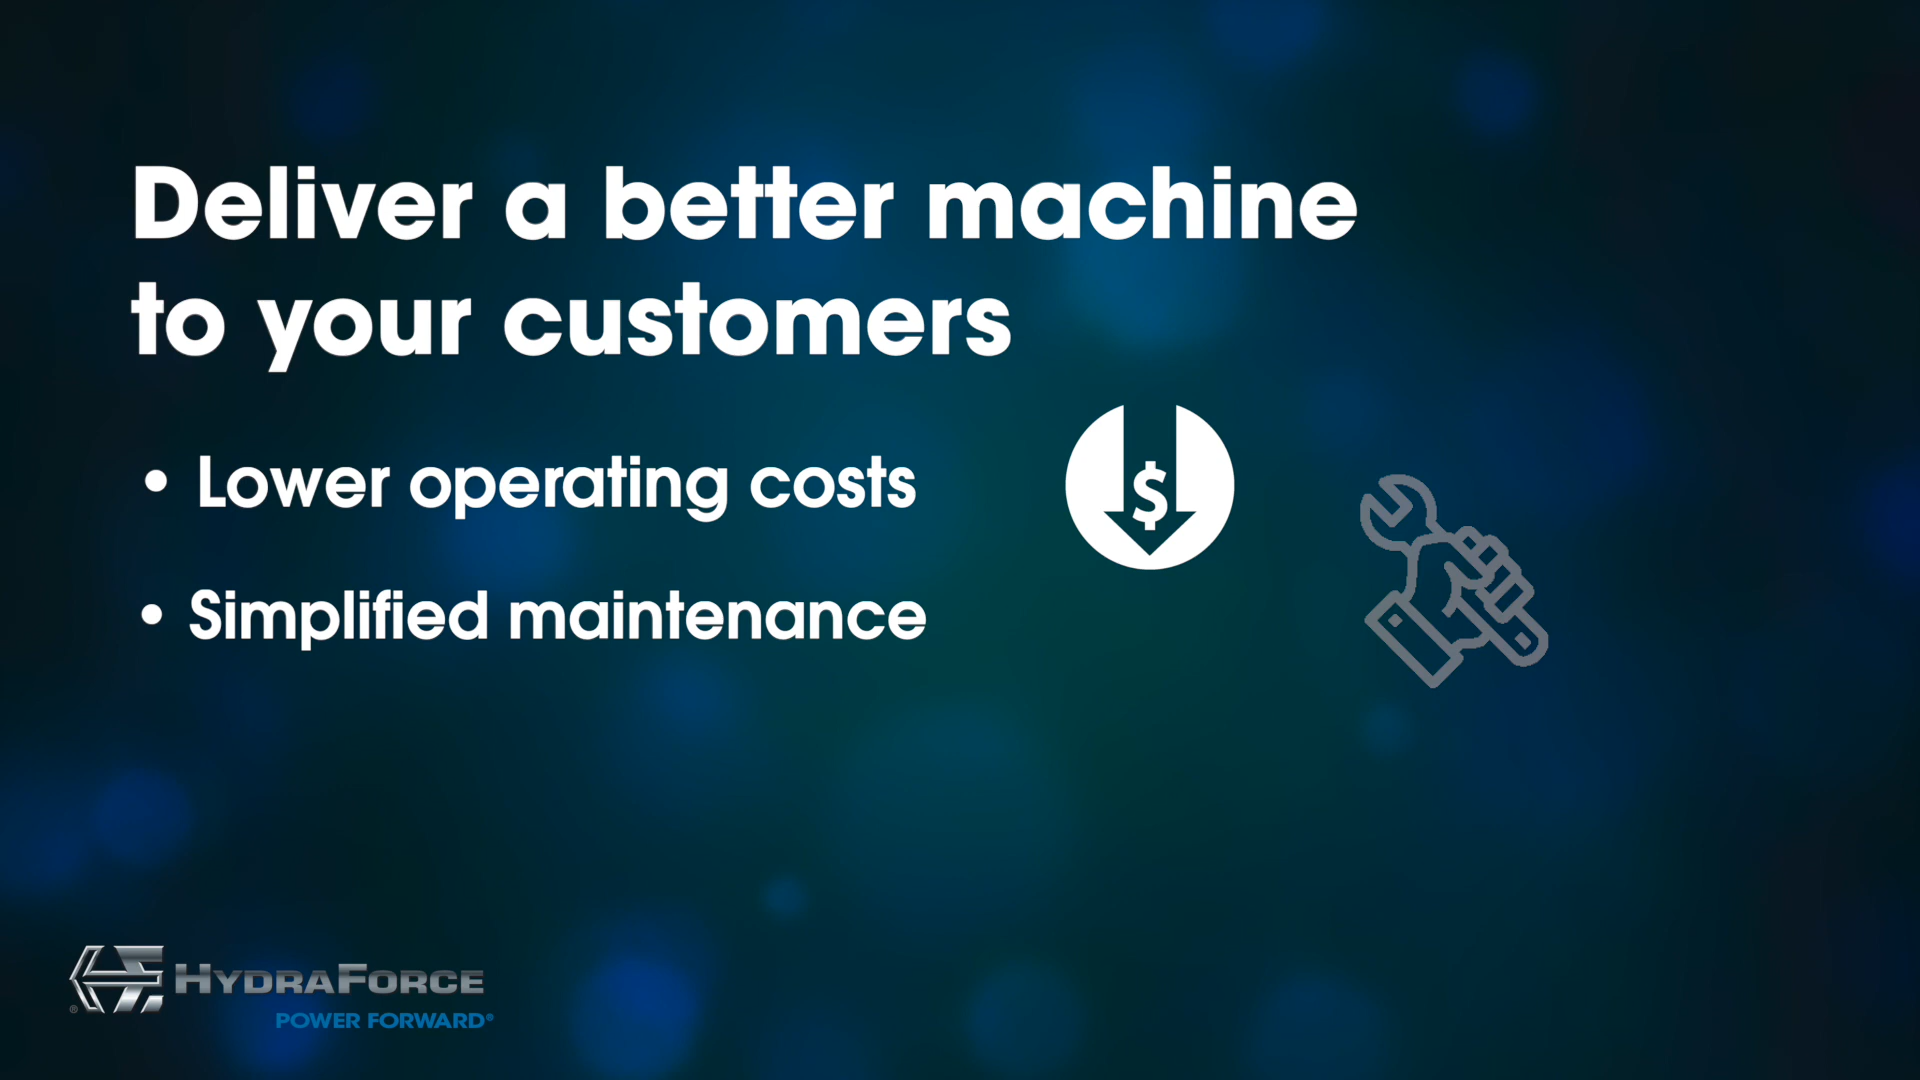 Deliver a better machine
to your customers
• Lower operating costs
$
• Simplified maintenance
HYDRAFORCE
®
POWER FORWARD®